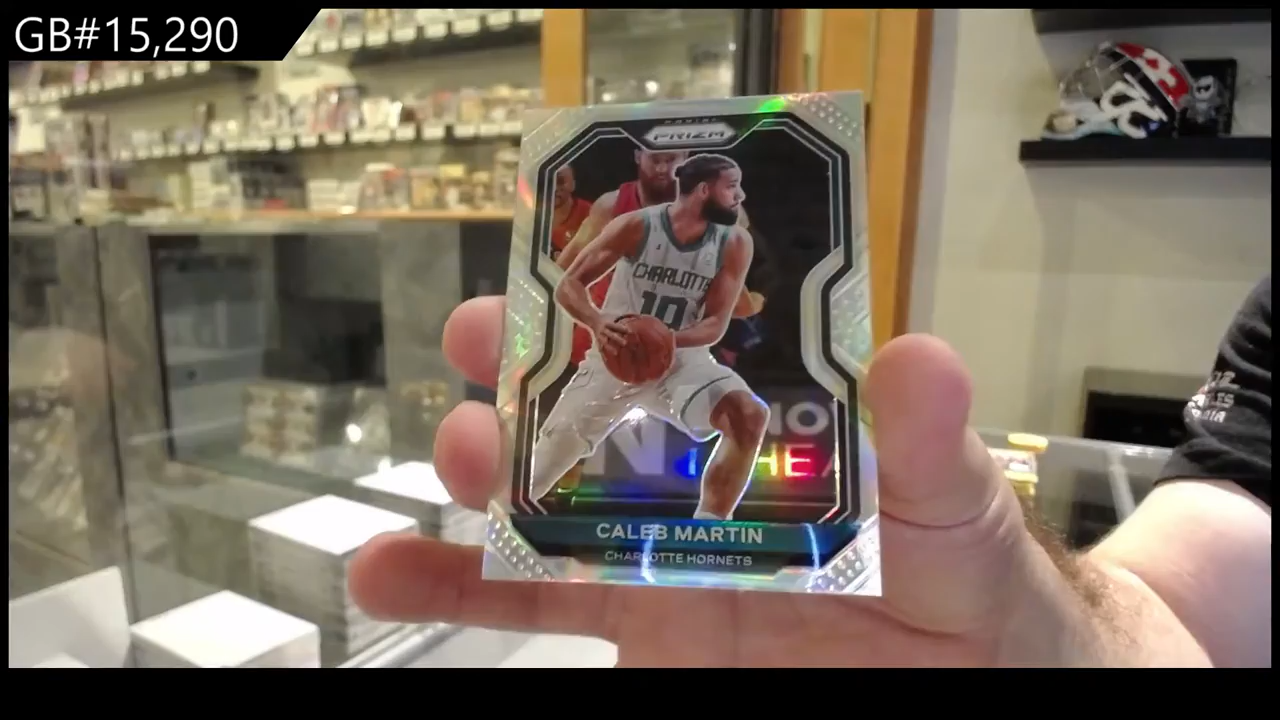 GB#15,290
PANINI
PRIZM
CHARLOTTE
10
CALEB MARTIN
CHARLOTTE HORNETS